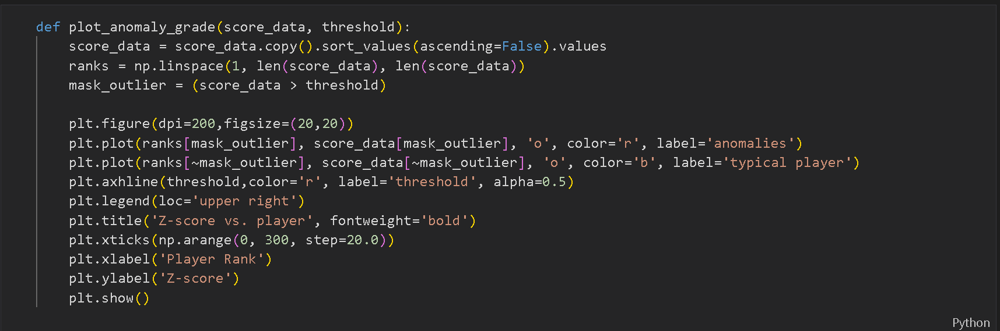 def plot_anomaly_grade(score_data, threshold):
    score_data = score_data.copy().sort_values(ascending=False).values
    ranks = np.linspace(1, len(score_data), len(score_data))
    mask_outlier = (score_data > threshold)

    plt.figure(dpi=200,figsize=(20,20))
    plt.plot(ranks[mask_outlier], score_data[mask_outlier], 'o', color='r', label='anomalies')
    plt.plot(ranks[~mask_outlier], score_data[~mask_outlier], 'o', color='b', label='typical player')
    plt.axhline(threshold,color='r', label='threshold', alpha=0.5)
    plt.legend(loc='upper right')
    plt.title('Z-score vs. player', fontweight='bold')
    plt.xticks(np.arange(0, 300, step=20.0))
    plt.xlabel('Player Rank')
    plt.ylabel('Z-score')
    plt.show()
Python